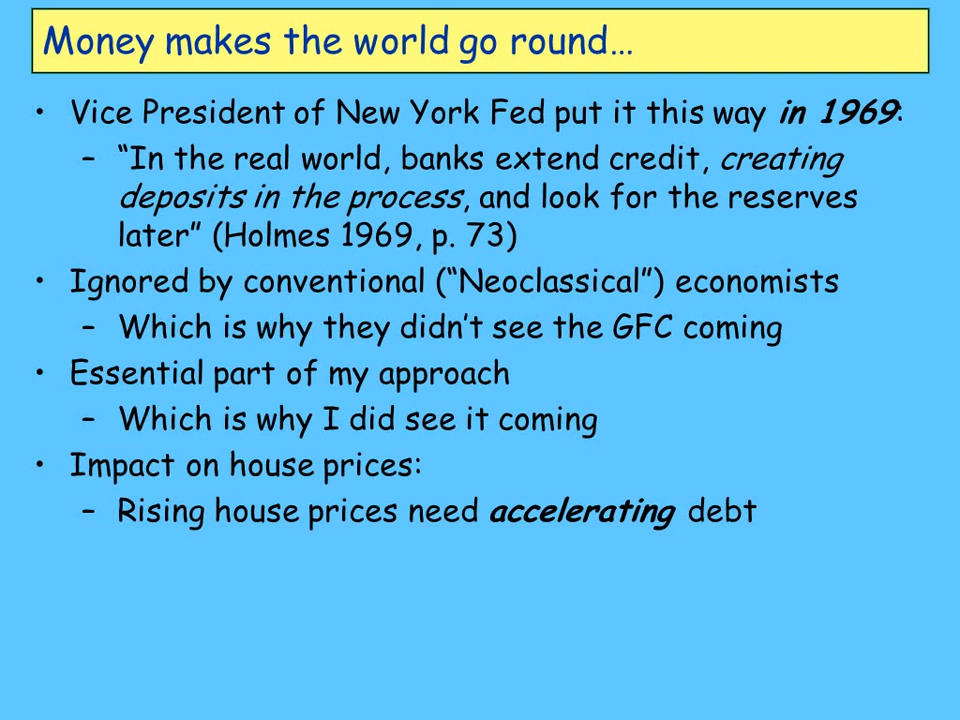 Money makes the world go round…
• Vice President of New York Fed put it this way in 1969:
– “In the real world, banks extend credit, creating
deposits in the process, and look for the reserves
later” (Holmes 1969, p. 73)
• Ignored by conventional (“Neoclassical”) economists
– Which is why they didn’t see the GFC coming
• Essential part of my approach
– Which is why I did see it coming
• Impact on house prices:
– Rising house prices need accelerating debt